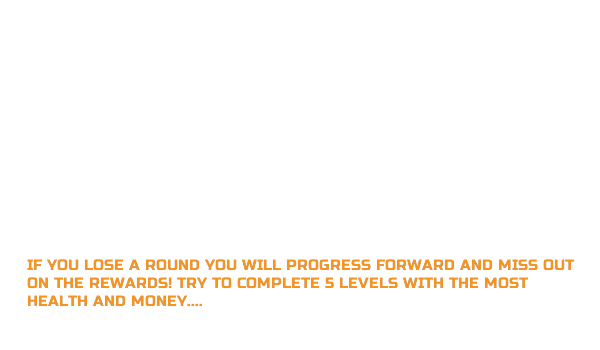 IF YOU LOSE A ROUND YOU WILL PROGRESS FORWARD AND MISS OUT
ON THE REWARDS! TRY TO COMPLETE 5 LEVELS WITH THE MOST
HEALTH AND MONEY....